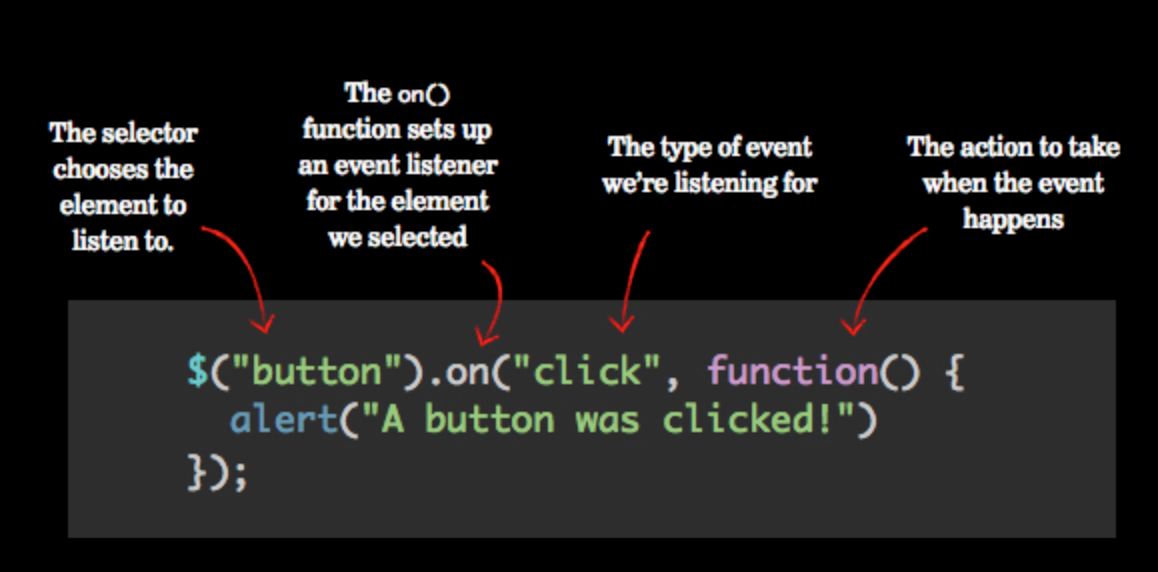 The selector
chooses the
element to
listen to.
The on()
function sets up
an event listener
for the element
we selected
The type of event
we’re listening for
The action to take
when the event
happens
$("button").on("click", function() {
  alert("A button was clicked!")
});